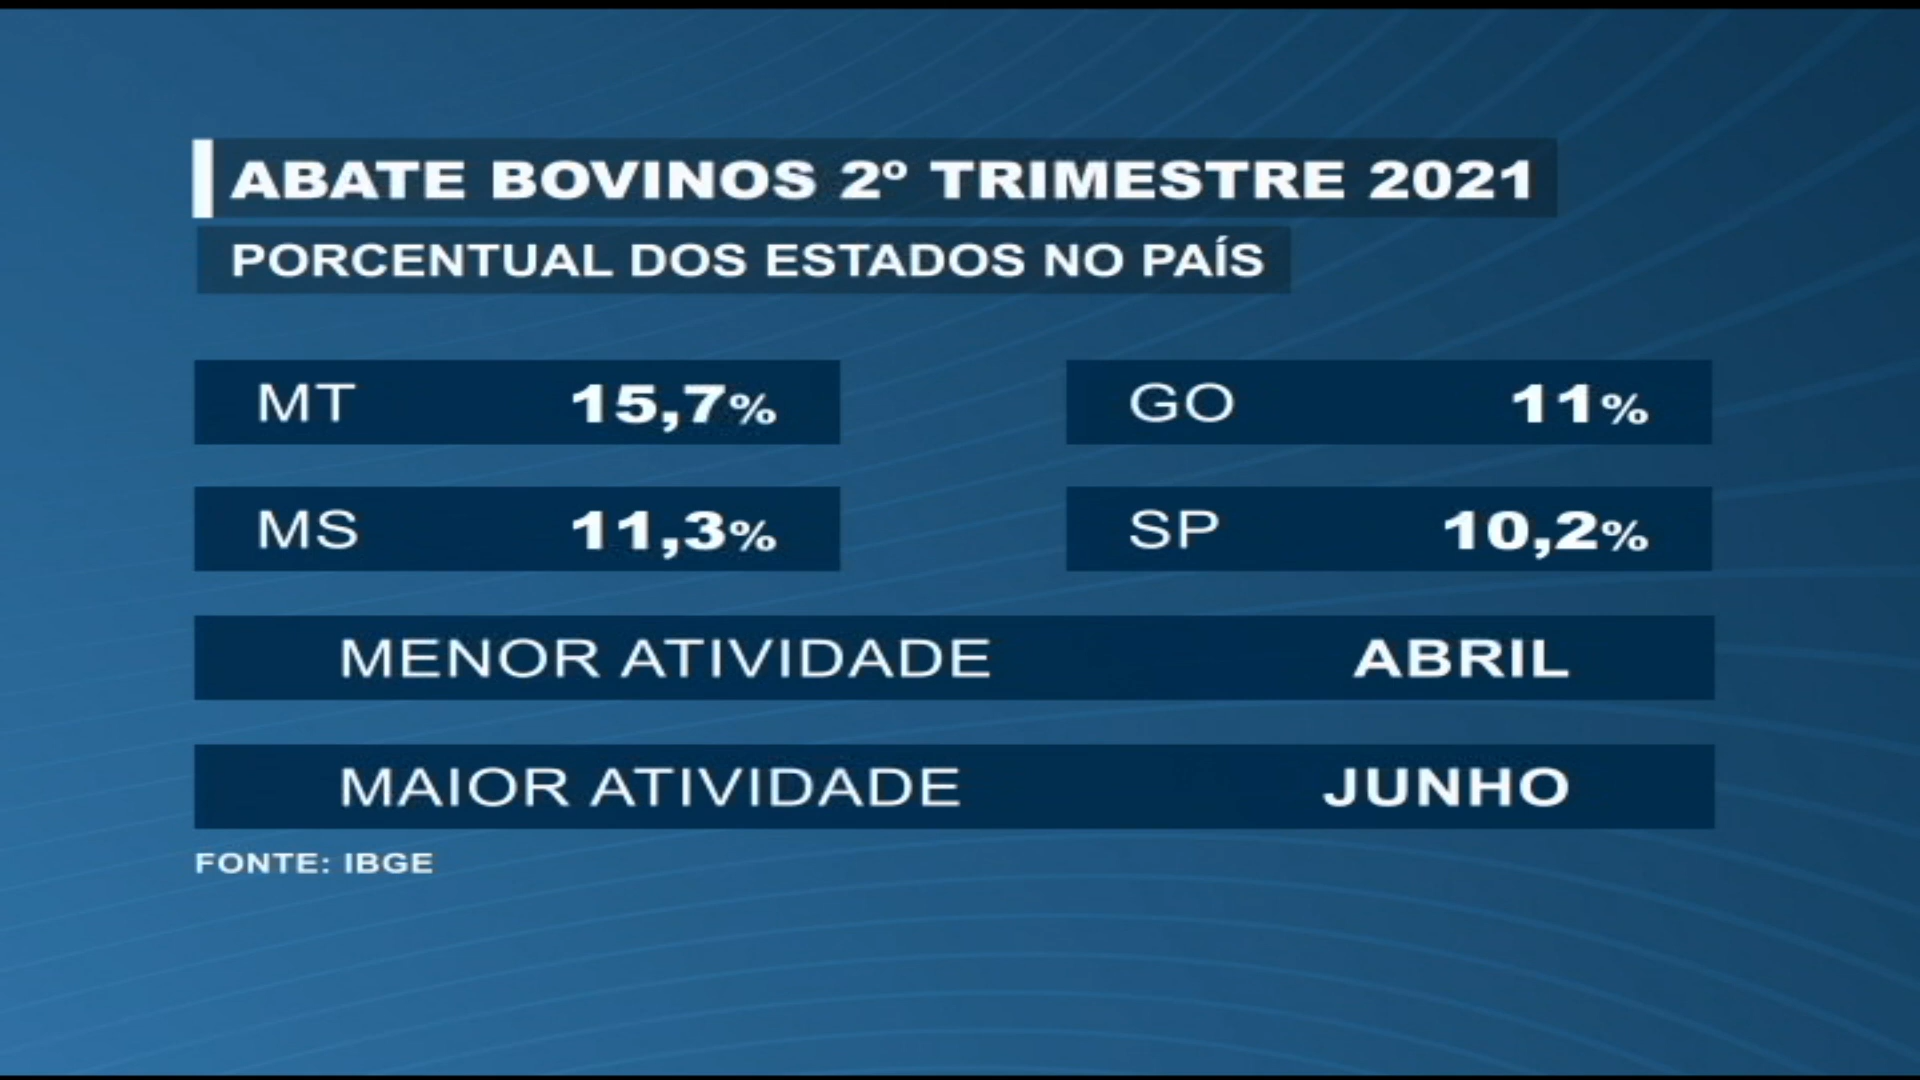 ABATE BOVINOS 2º TRIMESTRE 2021
PORCENTUAL DOS ESTADOS NO PAÍS
MT 15,7%
GO 11%
MS 11,3%
SP 10,2%
MENOR ATIVIDADE ABRIL
MAIOR ATIVIDADE JUNHO
FONTE: IBGE